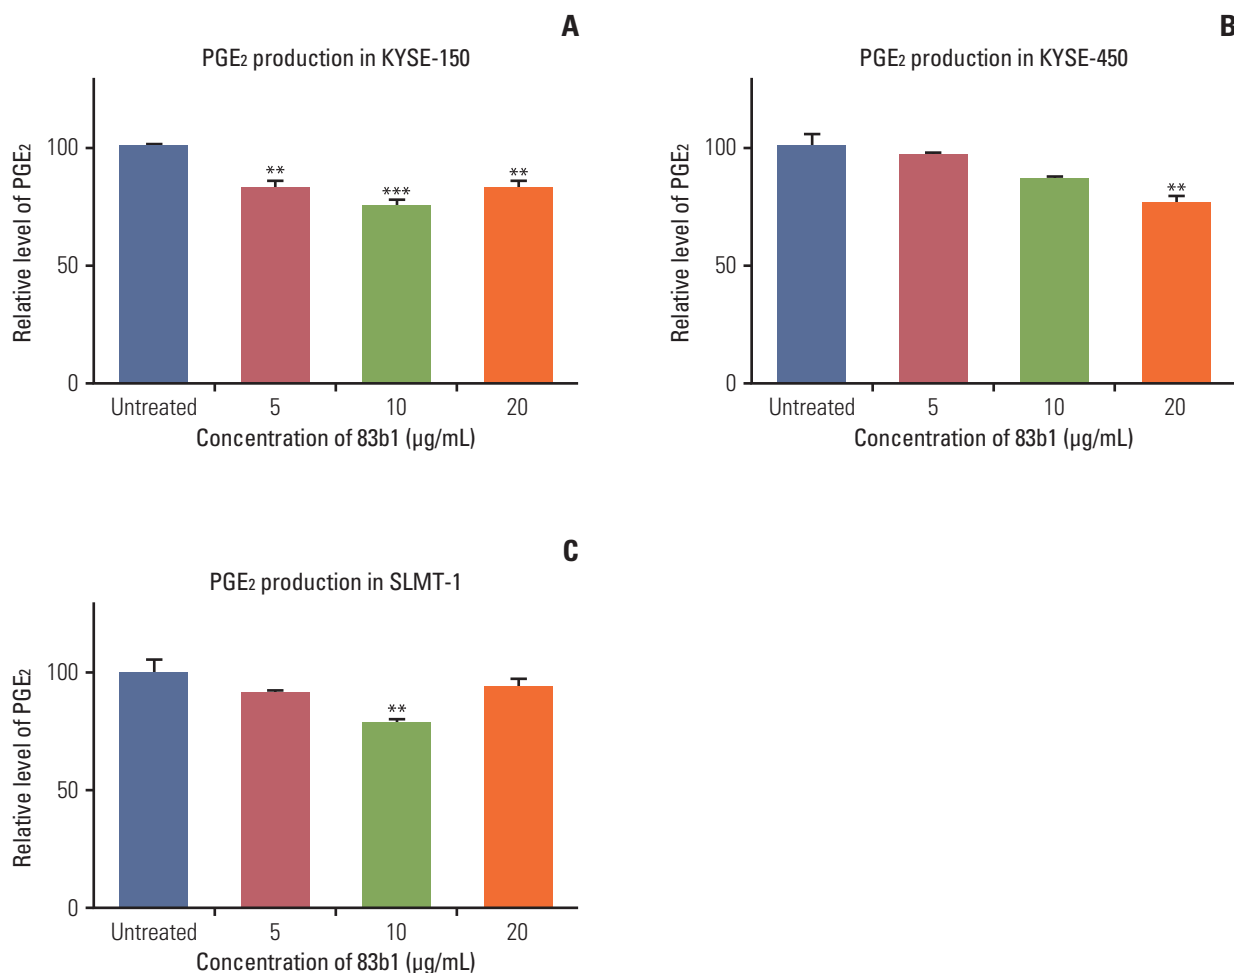 A
PGE2 production in KYSE-150
Relative level of PGE2
100
50
0
**
***
**
Untreated 5 10 20
Concentration of 83b1 (µg/mL)
B
PGE2 production in KYSE-450
Relative level of PGE2
100
50
0
**
Untreated 5 10 20
Concentration of 83b1 (µg/mL)
C
PGE2 production in SLMT-1
Relative level of PGE2
100
50
0
**
Untreated 5 10 20
Concentration of 83b1 (µg/mL)